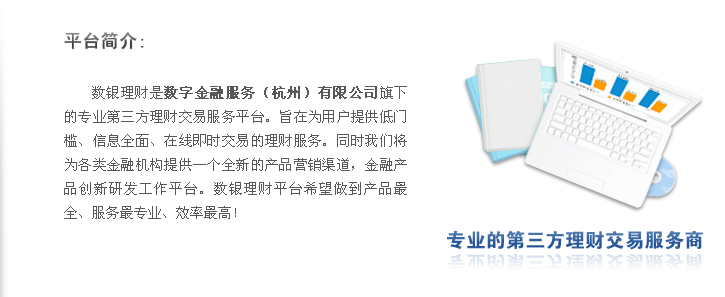 平台简介:
数银理财是数字金融服务（杭州）有限公司旗下
的专业第三方理财交易服务平台。旨在为用户提供低门
槛、信息全面、在线即时交易的理财服务。同时我们将
为各类金融机构提供一个全新的产品营销渠道，金融产
品创新研发工作平台。数银理财平台希望做到产品最
全、服务最专业、效率最高！
专业的第三方理财交易服务商